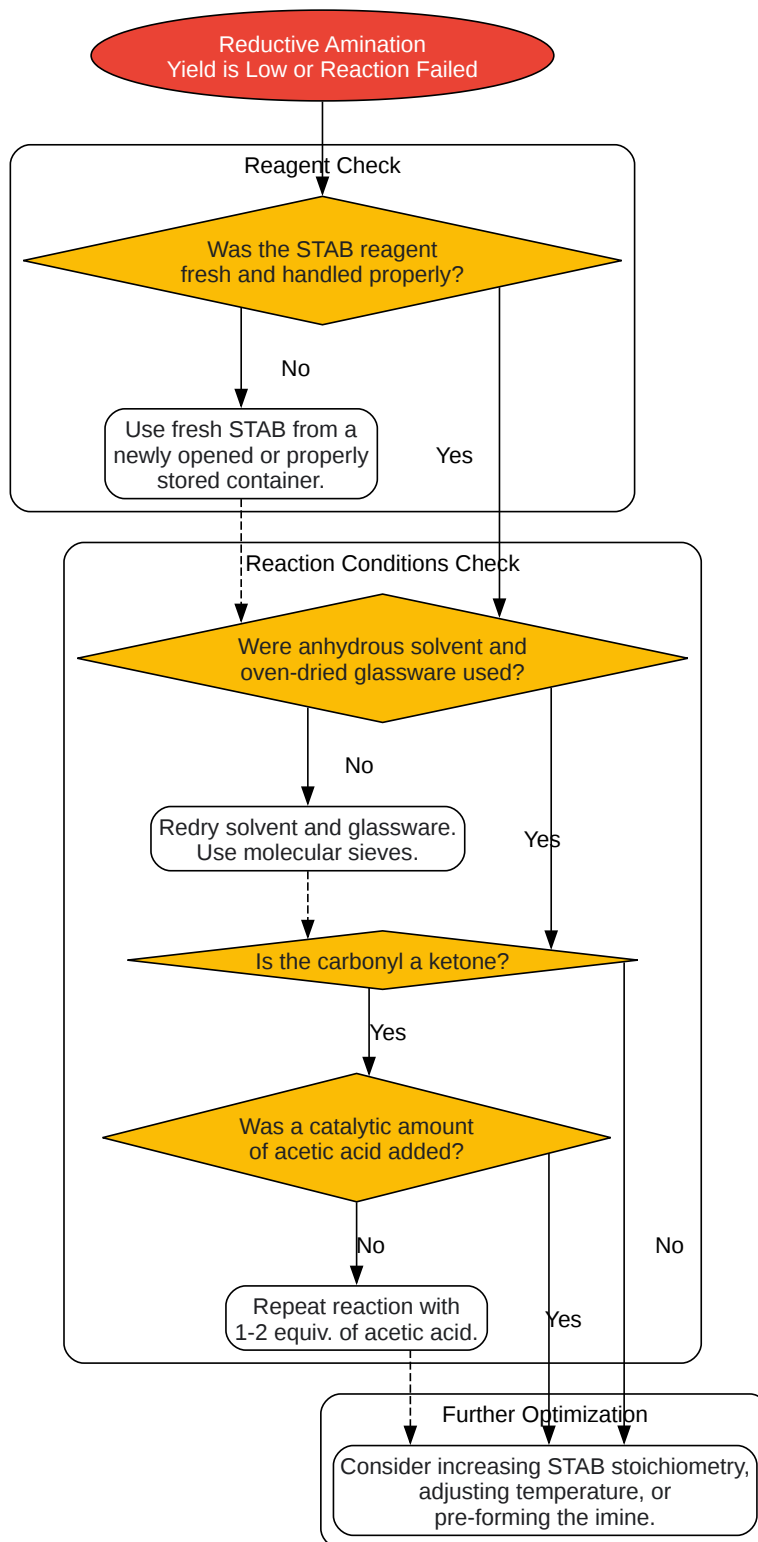 Reductive Amination
Yield is Low or Reaction Failed
Reagent Check
Was the STAB reagent
fresh and handled properly?
No
Use fresh STAB from a
newly opened or properly
stored container.
Yes
Reaction Conditions Check
Were anhydrous solvent and
oven-dried glassware used?
No
Redry solvent and glassware.
Use molecular sieves.
Yes
Is the carbonyl a ketone?
Yes
Was a catalytic amount
of acetic acid added?
No
No
Repeat reaction with
1-2 equiv. of acetic acid.
Yes
Further Optimization
Consider increasing STAB stoichiometry,
adjusting temperature, or
pre-forming the imine.